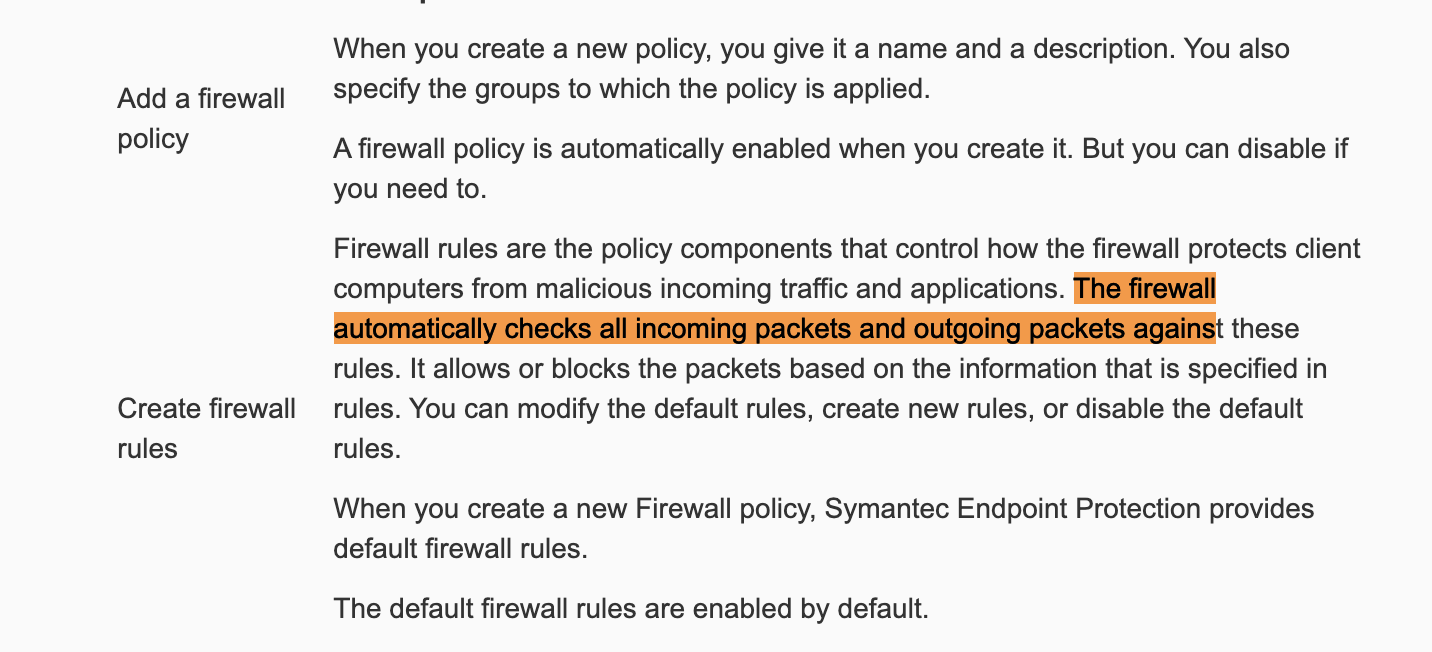 When you create a new policy, you give it a name and a description. You also
specify the groups to which the policy is applied.
Add a firewall
policy
A firewall policy is automatically enabled when you create it. But you can disable if
you need to.
Firewall rules are the policy components that control how the firewall protects client
computers from malicious incoming traffic and applications. The firewall
automatically checks all incoming packets and outgoing packets against these
rules. It allows or blocks the packets based on the information that is specified in
Create firewall
rules
rules. You can modify the default rules, create new rules, or disable the default
rules.
When you create a new Firewall policy, Symantec Endpoint Protection provides
default firewall rules.
The default firewall rules are enabled by default.